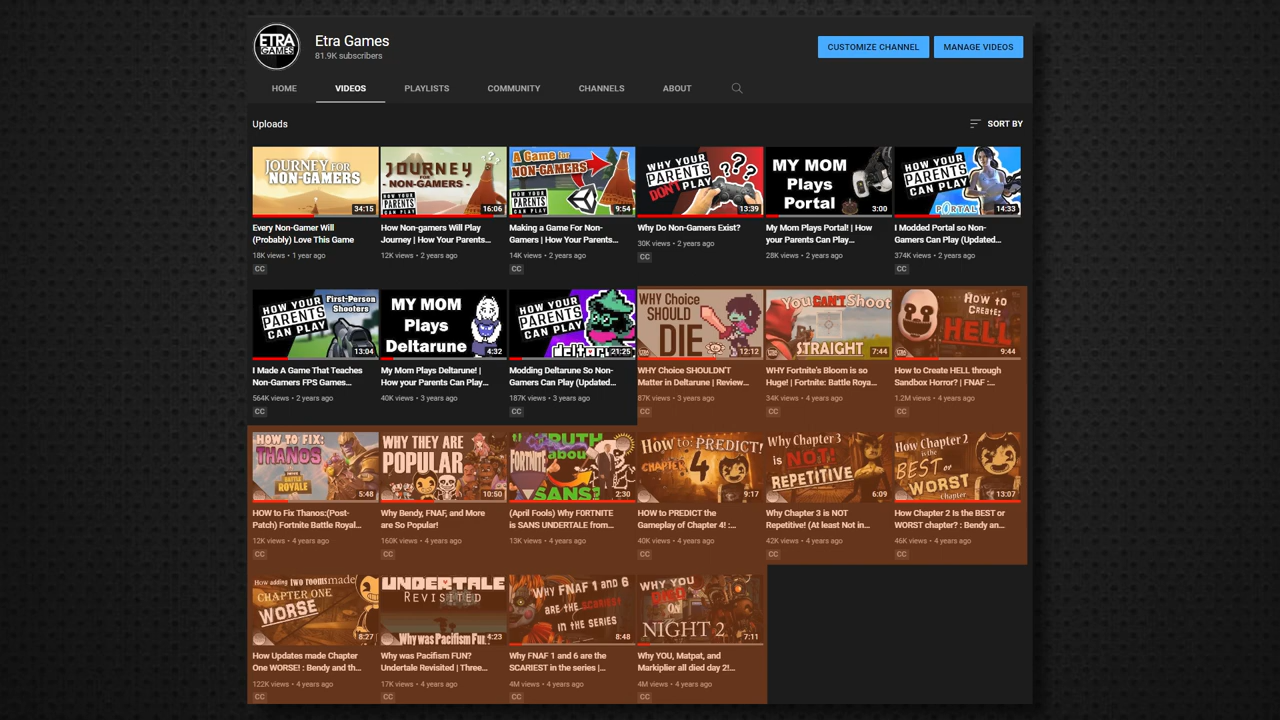 ETRA
GAMES
Etra Games
81.9K subscribers
CUSTOMIZE CHANNEL
MANAGE VIDEOS
HOME
VIDEOS
PLAYLISTS
COMMUNITY
CHANNELS
ABOUT
Uploads
SORT BY
JOURNEY FOR
NON-GAMERS
34:15
Every Non-Gamer Will
(Probably) Love This Game
18K views • 1 year ago
CC
JOURNEY
FOR
- NON-GAMERS -
HOW YOUR
PARENTS
CAN PLAY
???
16:06
How Non-gamers Will Play
Journey | How Your Parents...
12K views • 2 years ago
A Game for
NON-GAMERS
HOW YOUR
PARENTS
CAN PLAY
9:54
Making a Game For Non-
Gamers | How Your Parents...
14K views • 2 years ago
CC
WHY YOUR
PARENTS
DON'T PLAY
???
13:39
Why Do Non-Gamers Exist?
30K views • 2 years ago
CC
MY MOM
Plays
Portal
3:00
My Mom Plays Portal! | How
your Parents Can Play...
28K views • 2 years ago
HOW YOUR
PARENTS
CAN PLAY
PORTAL
14:33
I Modded Portal so Non-
Gamers Can Play (Updated...
374K views • 2 years ago
CC
HOW YOUR
PARENTS
CAN PLAY
First-Person
Shooters
13:04
I Made A Game That Teaches
Non-Gamers FPS Games...
564K views • 2 years ago
CC
MY MOM
Plays
Deltarune
4:32
My Mom Plays Deltarune! |
How your Parents Can Play...
40K views • 3 years ago
HOW YOUR
PARENTS
CAN PLAY
deltarune
21:25
Modding Deltarune So Non-
Gamers Can Play (Updated...
187K views • 3 years ago
CC
WHY Choice
SHOULD
DIE
12:12
WHY Choice SHOULDN'T
Matter in Deltarune | Review...
87K views • 3 years ago
CC
You CAN'T Shoot
STRAIGHT
7:44
WHY Fortnite's Bloom is so
Huge! | Fortnite: Battle Roya...
34K views • 4 years ago
CC
How to
Create:
HELL
9:44
How to Create HELL through
Sandbox Horror? | FNAF :...
1.2M views • 4 years ago
CC
HOW TO FIX:
THANOS
BATTLE
ROYALE
5:48
HOW to Fix Thanos:(Post-
Patch) Fortnite Battle Royal...
12K views • 4 years ago
CC
WHY THEY ARE
POPULAR
10:50
Why Bendy, FNAF, and More
are So Popular!
160K views • 4 years ago
CC
TRUTH
about
FORTNITE
SANS?
2:30
(April Fools) Why F0RTNITE
is SANS UNDERTALE from...
13K views • 4 years ago
How to: PREDICT!
CHAPTER
4
9:17
HOW to PREDICT the
Gameplay of Chapter 4! :...
40K views • 4 years ago
CC
Why Chapter 3
is NOT!
REPETITIVE
6:09
Why Chapter 3 is NOT
Repetitive! (At least Not in...
42K views • 4 years ago
CC
How Chapter 2
is the
BEST or
WORST
Chapter
13:07
How Chapter 2 Is the BEST or
WORST chapter? : Bendy an...
46K views • 4 years ago
CC
How adding TWO ROOMS made
CHAPTER ONE
WORSE
8:27
How Updates made Chapter
One WORSE! : Bendy and th...
122K views • 4 years ago
CC
UNDERTALE
REVISITED
Why was Pacifism Fun?
4:23
Why was Pacifism FUN?
Undertale Revisited | Three...
17K views • 4 years ago
CC
WHY FNAF 1 and 6
ARE THE SCARIEST
IN THE SERIES
8:48
Why FNAF 1 and 6 are the
SCARIEST in the series |...
4M views • 4 years ago
CC
WHY YOU
DIED
On
NIGHT 2
7:11
Why YOU, Matpat, and
Markiplier all died day 2!...
4M views • 4 years ago
CC